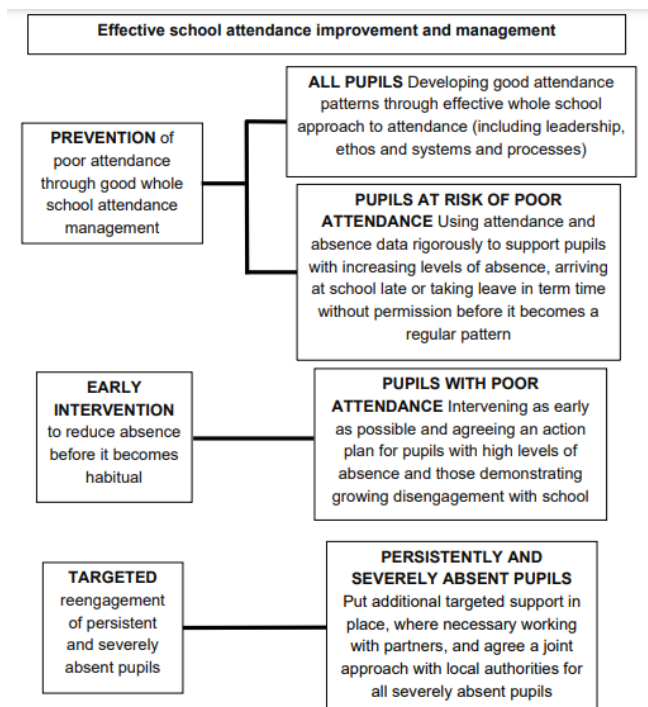 Effective school attendance improvement and management
PREVENTION of
poor attendance
through good whole
school attendance
management
ALL PUPILS Developing good attendance
patterns through effective whole school
approach to attendance (including leadership,
ethos and systems and processes)
PUPILS AT RISK OF POOR
ATTENDANCE Using attendance and
absence data rigorously to support pupils
with increasing levels of absence, arriving
at school late or taking leave in term time
without permission before it becomes a
regular pattern
EARLY
INTERVENTION
to reduce absence
before it becomes
habitual
PUPILS WITH POOR
ATTENDANCE Intervening as early
as possible and agreeing an action
plan for pupils with high levels of
absence and those demonstrating
growing disengagement with school
TARGETED
reengagement
of persistent
and severely
absent pupils
PERSISTENTLY AND
SEVERELY ABSENT PUPILS
Put additional targeted support in
place, where necessary working
with partners, and agree a joint
approach with local authorities for
all severely absent pupils